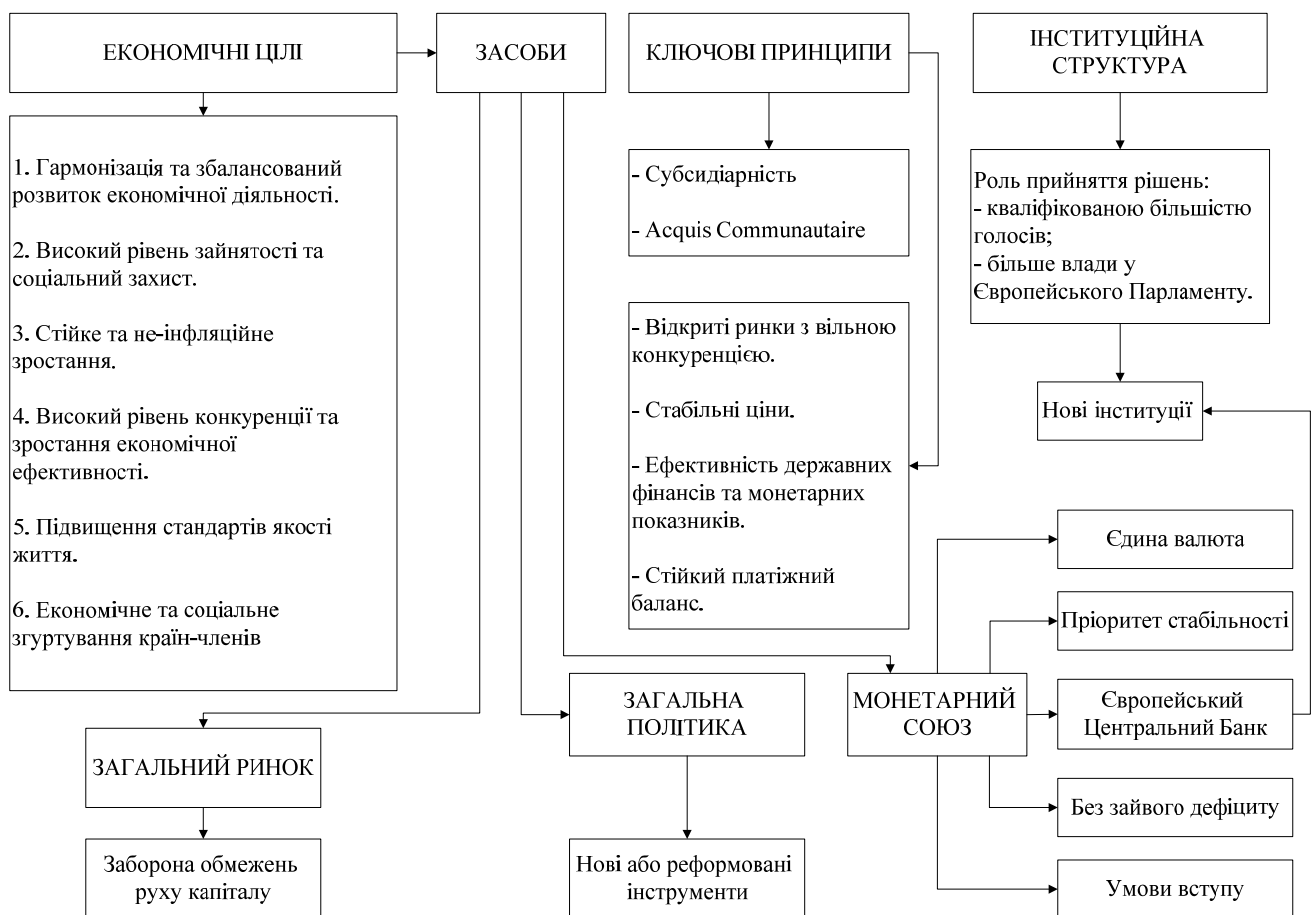 ЕКОНОМІЧНІ ЦІЛІ
ЗАСОБИ
КЛЮЧОВІ ПРИНЦИПИ
ІНСТИТУЦІЙНА
СТРУКТУРА
1. Гармонізація та збалансований
розвиток економічної діяльності.
2. Високий рівень зайнятості та
соціальний захист.
3. Стійке та не-інфляційне
зростання.
4. Високий рівень конкуренції та
зростання економічної
ефективності.
5. Підвищення стандартів якості
життя.
6. Економічне та соціальне
згуртування країн-членів
- Субсидіарність
- Acquis Communautaire
- Відкриті ринки з вільною
конкуренцією.
- Стабільні ціни.
- Ефективність державних
фінансів та монетарних
показників.
- Стійкий платіжний
баланс.
Роль прийняття рішень:
- кваліфікованою більшістю
голосів;
- більше влади у
Європейського Парламенту.
Нові інституції
ЗАГАЛЬНИЙ РИНОК
Заборона обмежень
руху капіталу
ЗАГАЛЬНА
ПОЛІТИКА
Нові або реформовані
інструменти
МОНЕТАРНИЙ
СОЮЗ
Єдина валюта
Пріоритет стабільності
Європейський
Центральний Банк
Без зайвого дефіциту
Умови вступу